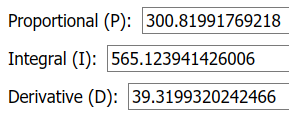 Proportional (P): 300.81991769218
Integral (I): 565.123941426006
Derivative (D): 39.3199320242466